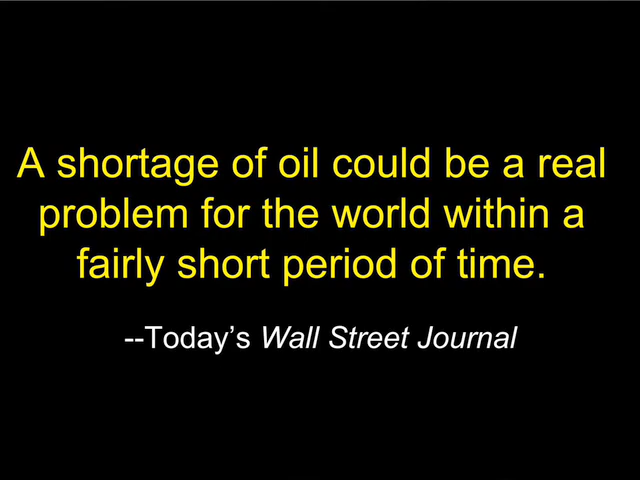 A shortage of oil could be a real
problem for the world within a
fairly short period of time.
--Today’s Wall Street Journal